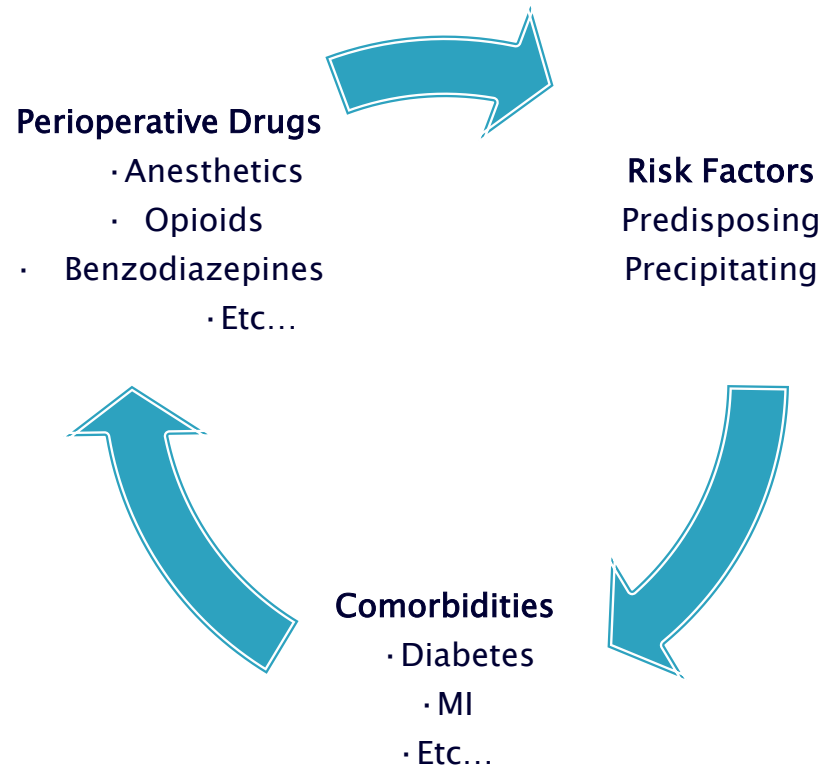 Perioperative Drugs
· Anesthetics
· Opioids
· Benzodiazepines
· Etc…
Risk Factors
Predisposing
Precipitating
Comorbidities
· Diabetes
· MI
· Etc…